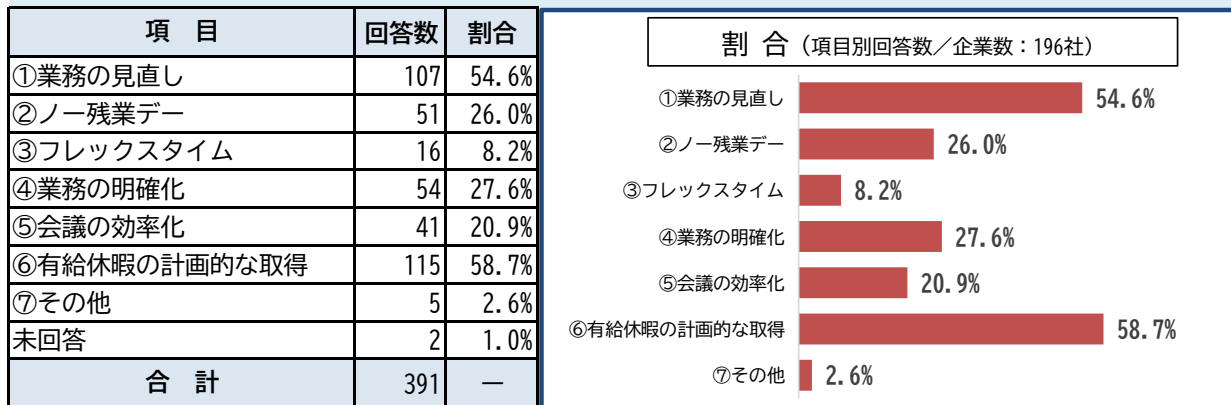 項　目 回答数 割合
①業務の見直し 107 54.6%
②ノー残業デー 51 26.0%
③フレックスタイム 16 8.2%
④業務の明確化 54 27.6%
⑤会議の効率化 41 20.9%
⑥有給休暇の計画的な取得 115 58.7%
⑦その他 5 2.6%
未回答 2 1.0%
合　計 391 ―
割 合（項目別回答数／企業数：196社）
①業務の見直し 54.6%
②ノー残業デー 26.0%
③フレックスタイム 8.2%
④業務の明確化 27.6%
⑤会議の効率化 20.9%
⑥有給休暇の計画的な取得 58.7%
⑦その他 2.6%